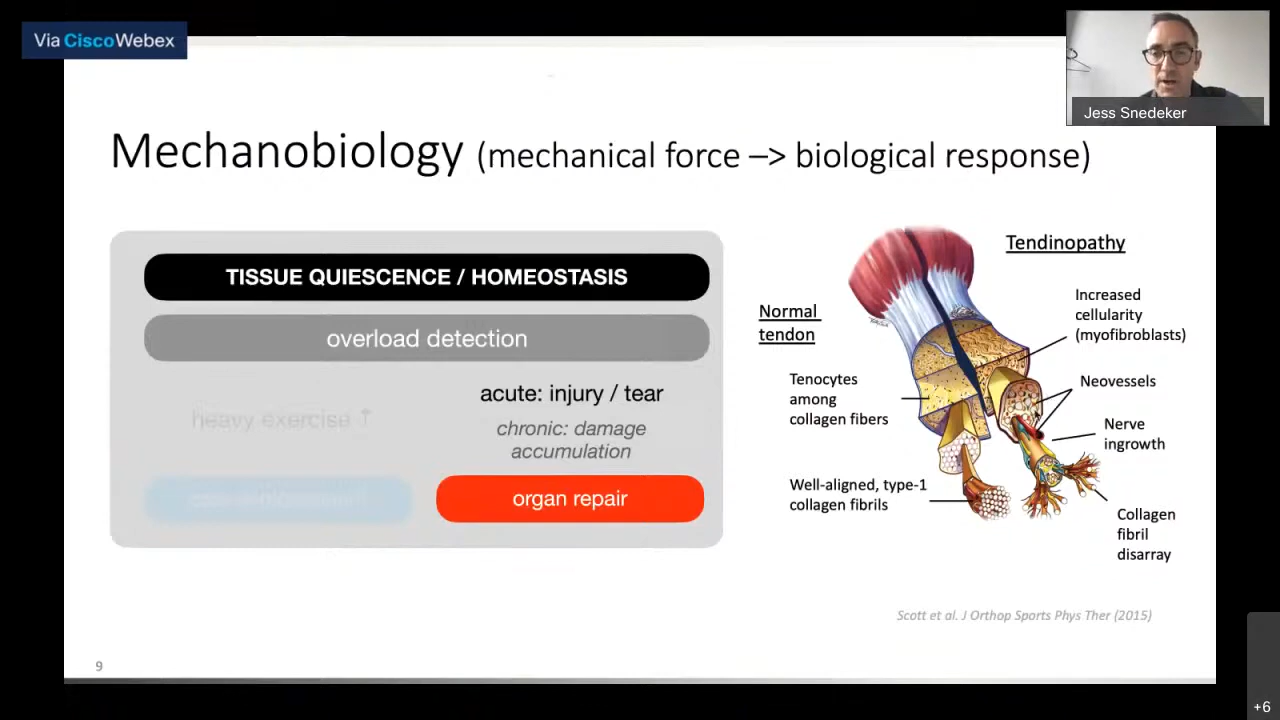 Via CiscoWebex
Jess Snedeker
Mechanobiology (mechanical force –> biological response)
TISSUE QUIESCENCE / HOMEOSTASIS
overload detection
heavy exercise ↑
acute: injury / tear
chronic: damage
accumulation
organ repair
Tendinopathy
Normal
tendon
Increased
cellularity
(myofibroblasts)
Tenocytes
among
collagen fibers
Neovessels
Nerve
ingrowth
Well-aligned, type-1
collagen fibrils
Collagen
fibril
disarray
Scott et al. J Orthop Sports Phys Ther (2015)
9
+6